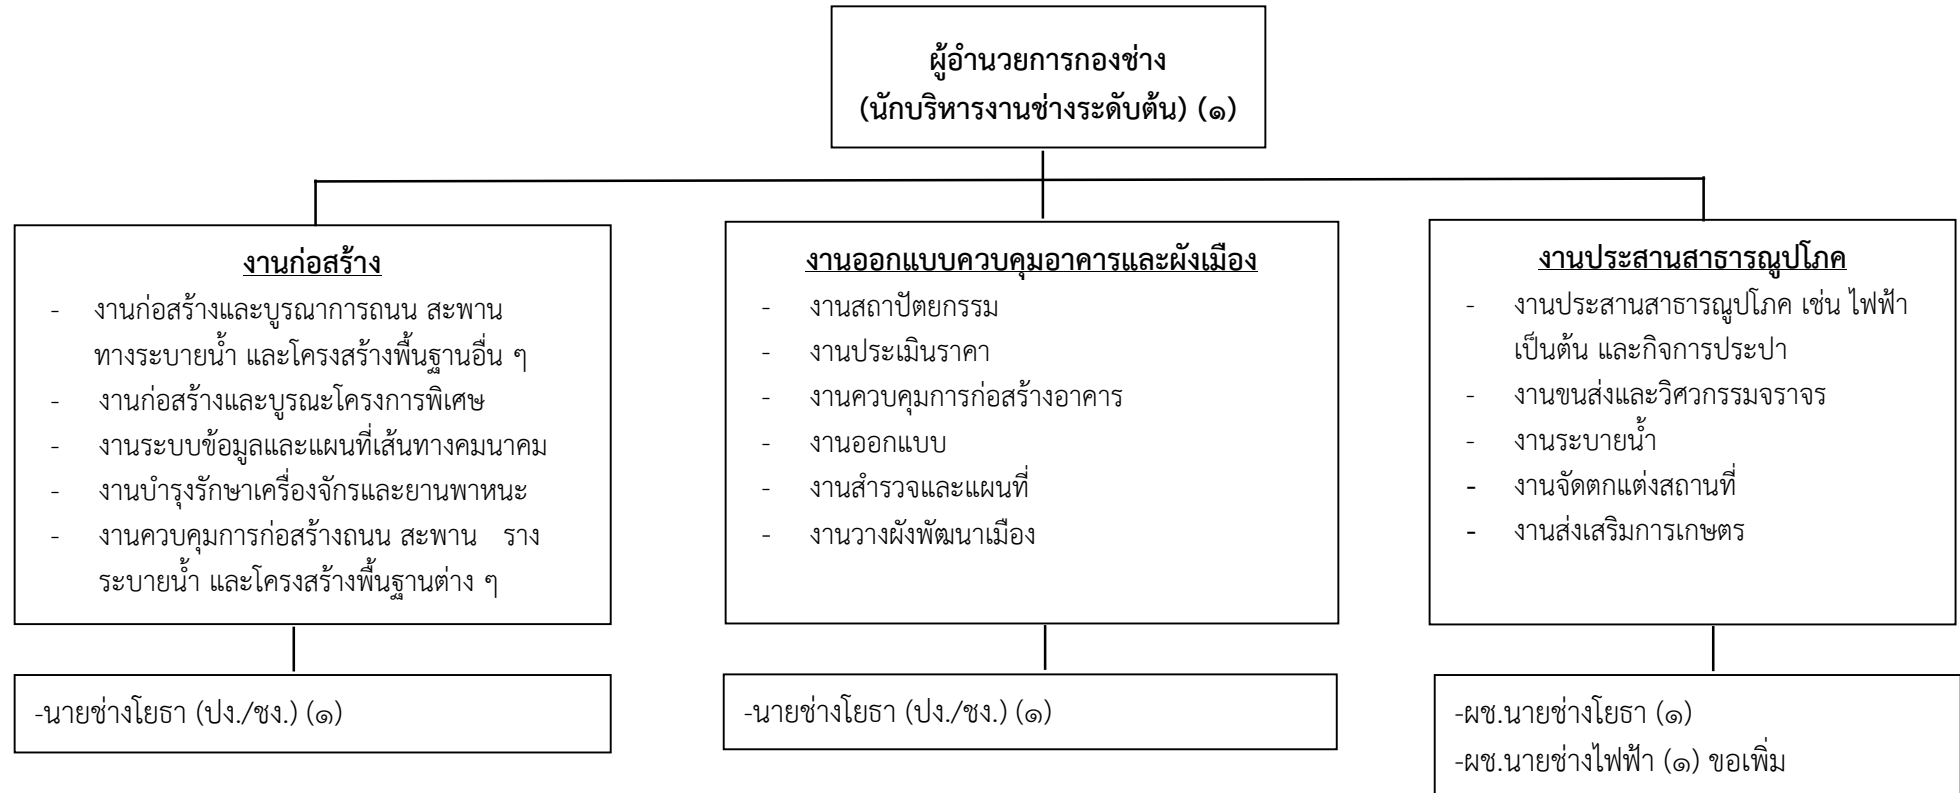 ผู้อำนวยการกองช่าง
(นักบริหารงานช่างระดับต้น) (๑)
งานก่อสร้าง
- งานก่อสร้างและบูรณาการถนน สะพาน
ทางระบายน้ำ และโครงสร้างพื้นฐานอื่น ๆ
- งานก่อสร้างและบูรณะโครงการพิเศษ
- งานระบบข้อมูลและแผนที่เส้นทางคมนาคม
- งานบำรุงรักษาเครื่องจักรและยานพาหนะ
- งานควบคุมการก่อสร้างถนน สะพาน ราง
ระบายน้ำ และโครงสร้างพื้นฐานต่าง ๆ
-นายช่างโยธา (ปง./ชง.) (๑)
งานออกแบบควบคุมอาคารและผังเมือง
- งานสถาปัตยกรรม
- งานประเมินราคา
- งานควบคุมการก่อสร้างอาคาร
- งานออกแบบ
- งานสำรวจและแผนที่
- งานวางผังพัฒนาเมือง
-นายช่างโยธา (ปง./ชง.) (๑)
งานประสานสาธารณูปโภค
- งานประสานสาธารณูปโภค เช่น ไฟฟ้า
เป็นต้น และกิจการประปา
- งานขนส่งและวิศวกรรมจราจร
- งานระบายน้ำ
- งานจัดตกแต่งสถานที่
- งานส่งเสริมการเกษตร
-ผช.นายช่างโยธา (๑)
-ผช.นายช่างไฟฟ้า (๑) ขอเพิ่ม